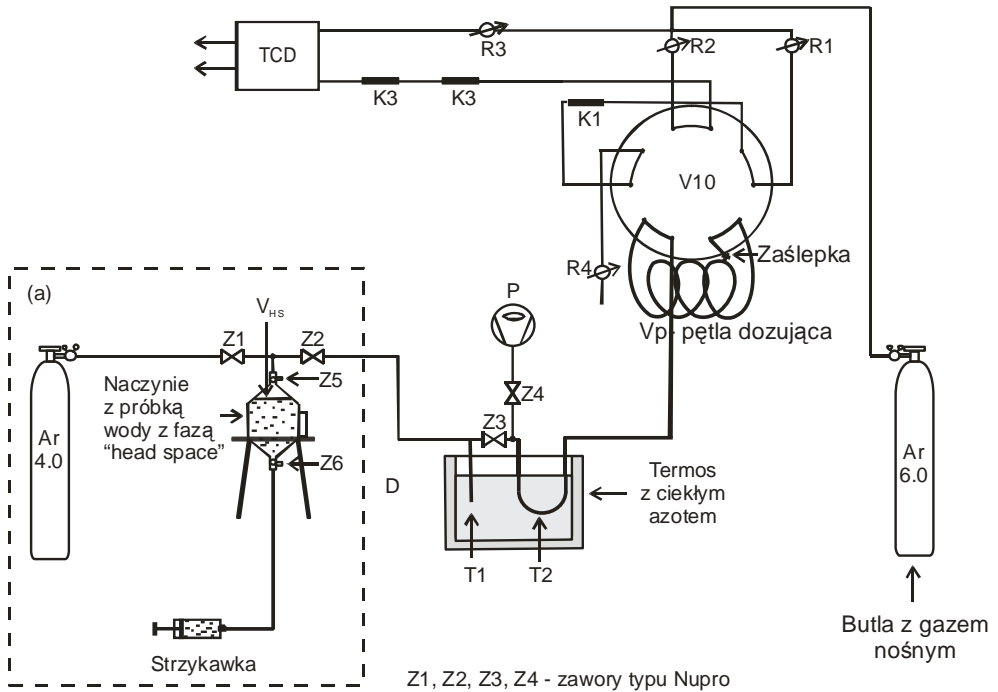 TCD
R3
R2
R1
K3
K3
K1
V10
Zaślepka
R4
Vp- pętla dozująca
(a)
V HS
Z1
Z2
Z5
Naczynie
z próbką
wody z fazą
“head space”
Z6
Ar
4.0
Strzykawka
P
Z4
Z3
D
T1
T2
Termos
z ciekłym
azotem
Ar
6.0
Butla z gazem
nośnym
Z1, Z2, Z3, Z4 - zawory typu Nupro